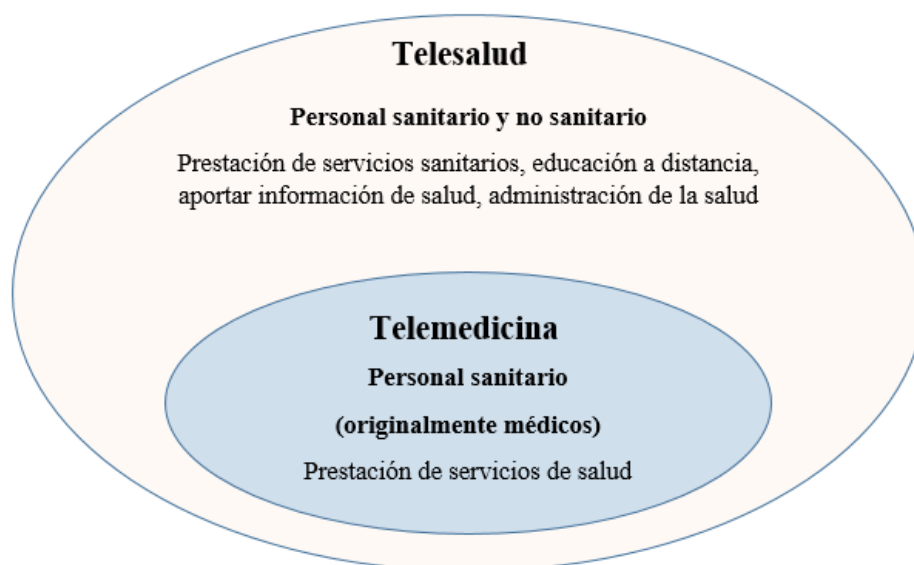 Telesalud
Personal sanitario y no sanitario
Prestación de servicios sanitarios, educación a distancia,
aportar información de salud, administración de la salud
Telemedicina
Personal sanitario
(originalmente médicos)
Prestación de servicios de salud